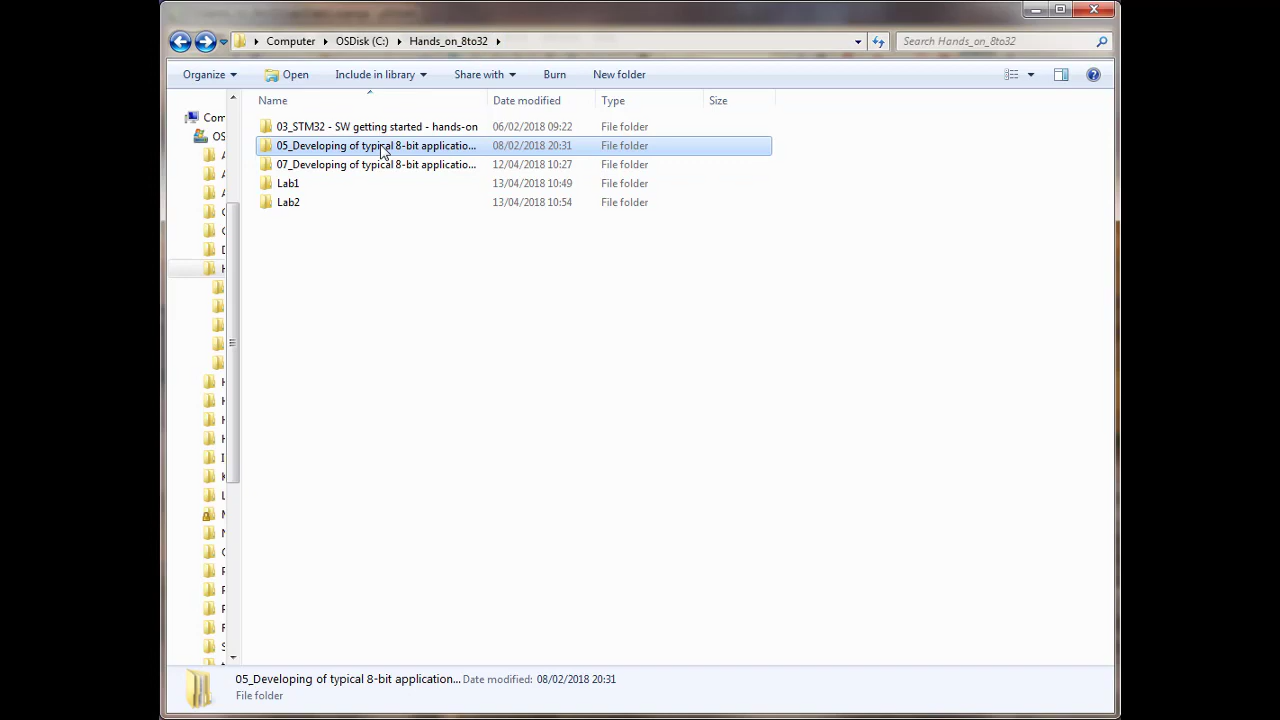 Computer OSDisk (C:) Hands_on_8to32
Search Hands_on_8to32
Organize Open Include in library Share with Burn New folder
Name Date modified Type Size
03_STM32 - SW getting started - hands-on 06/02/2018 09:22 File folder
05_Developing of typical 8-bit applicatio... 08/02/2018 20:31 File folder
07_Developing of typical 8-bit applicatio... 12/04/2018 10:27 File folder
Lab1 13/04/2018 10:49 File folder
Lab2 13/04/2018 10:54 File folder
Com
OS
05_Developing of typical 8-bit application... Date modified: 08/02/2018 20:31
File folder